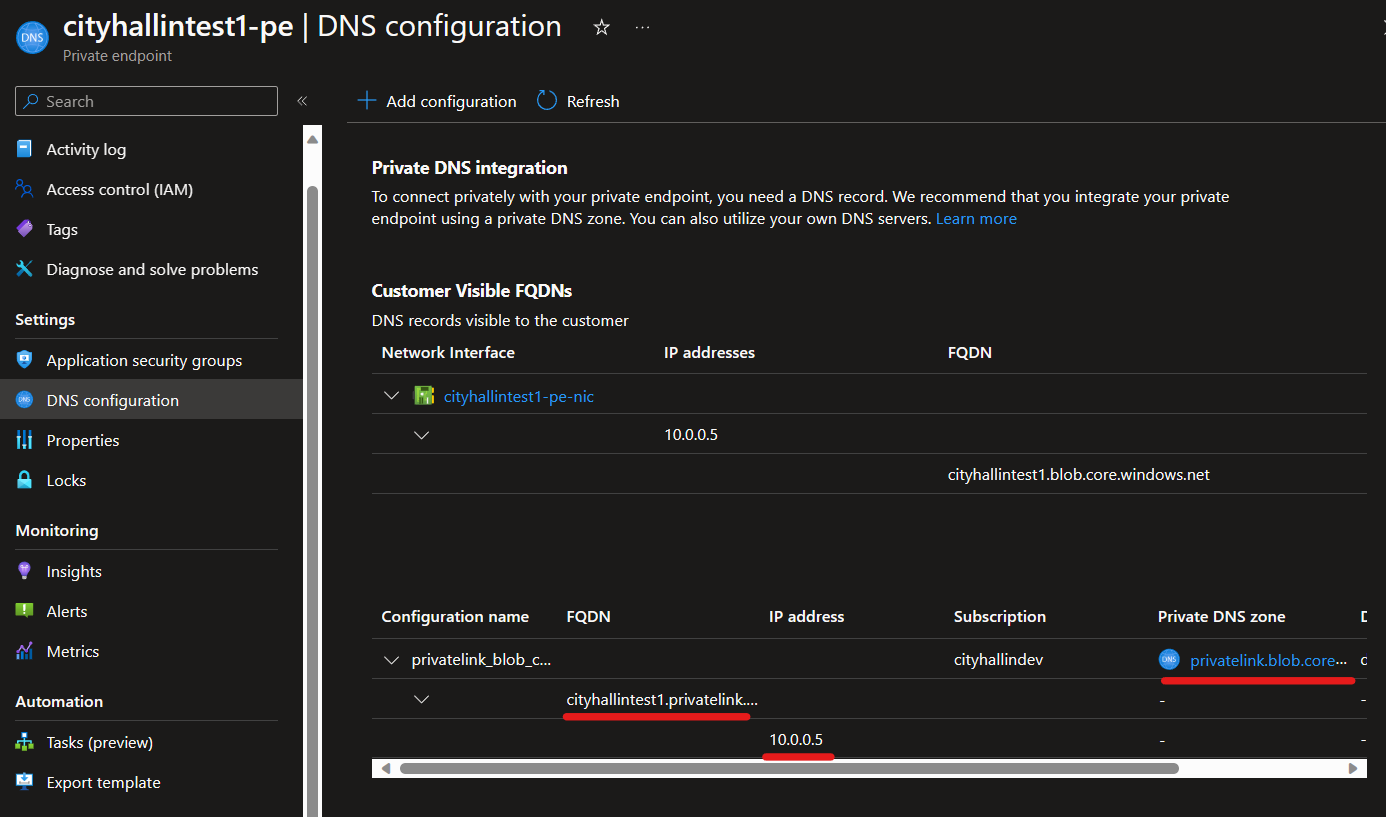 DNS
cityhallintest1-pe | DNS configuration
Private endpoint
Search
Activity log
Access control (IAM)
Tags
Diagnose and solve problems
Settings
Application security groups
DNS configuration
Properties
Locks
Monitoring
Insights
Alerts
Metrics
Automation
Tasks (preview)
Export template
Add configuration Refresh
Private DNS integration
To connect privately with your private endpoint, you need a DNS record. We recommend that you integrate your private
endpoint using a private DNS zone. You can also utilize your own DNS servers. Learn more
Customer Visible FQDNs
DNS records visible to the customer
Network Interface IP addresses FQDN
cityhallintest1-pe-nic
10.0.0.5
cityhallintest1.blob.core.windows.net
Configuration name FQDN IP address Subscription Private DNS zone
privatelink_blob_c... cityhallindev DNS privatelink.blob.core...
cityhallintest1.privatelink.... - -
10.0.0.5 - -